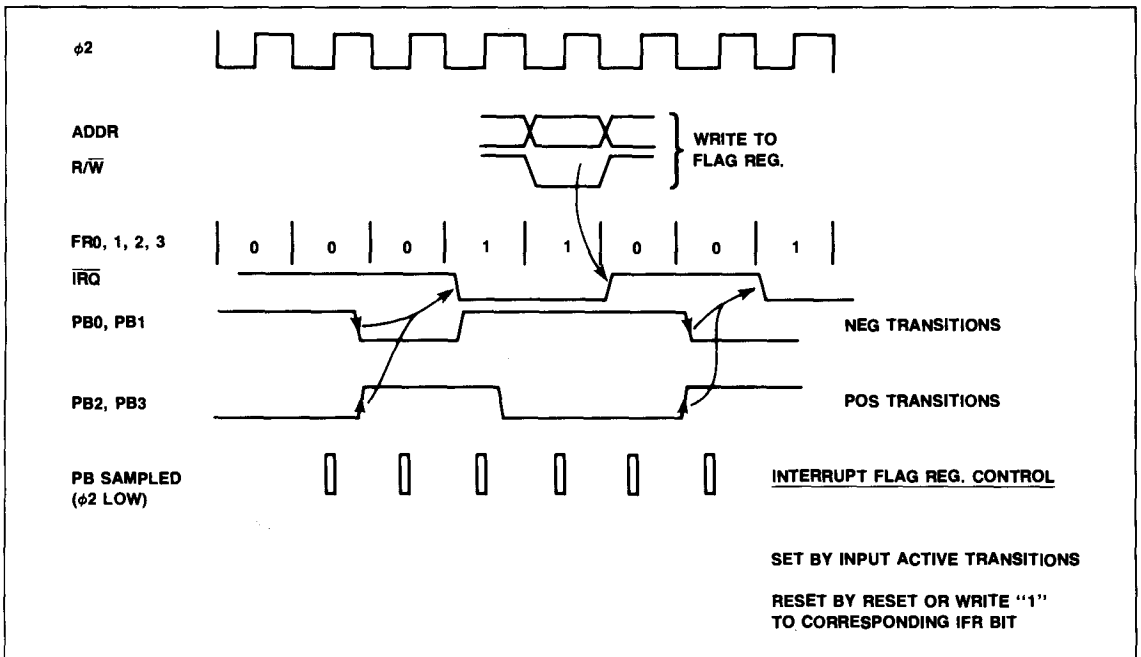 ϕ2
ADDR
R/W̅
WRITE TO
FLAG REG.
FR0, 1, 2, 3 0 0 0 1 1 0 0 1
I̅R̅Q̅
PB0, PB1 NEG TRANSITIONS
PB2, PB3 POS TRANSITIONS
PB SAMPLED
(ϕ2 LOW)
INTERRUPT FLAG REG. CONTROL
SET BY INPUT ACTIVE TRANSITIONS
RESET BY RESET OR WRITE "1"
TO CORRESPONDING IFR BIT